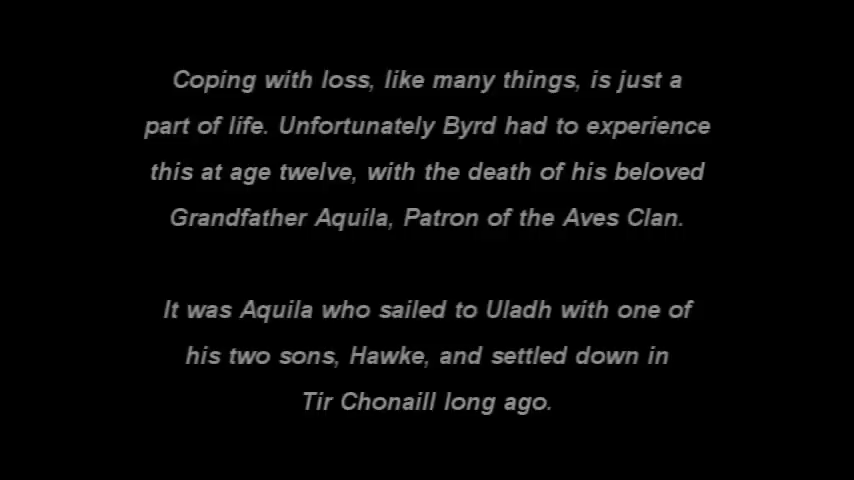 Coping with loss, like many things, is just a
part of life. Unfortunately Byrd had to experience
this at age twelve, with the death of his beloved
Grandfather Aquila, Patron of the Aves Clan.
It was Aquila who sailed to Uladh with one of
his two sons, Hawke, and settled down in
Tír Chonaill long ago.